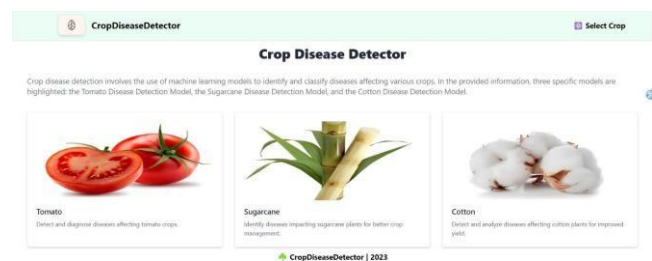 CropDiseaseDetector
Select Crop
Crop Disease Detector
Crop disease detection involves the use of machine learning models to identify and classify diseases affecting various crops. In the provided information, three specific models are
highlighted: the Tomato Disease Detection Model, the Sugarcane Disease Detection Model, and the Cotton Disease Detection Model.
Tomato
Detect and diagnose diseases affecting tomato crops.
Sugarcane
Identify diseases impacting sugarcane plants for better crop
management.
Cotton
Detect and analyze diseases affecting cotton plants for improved
yield.
CropDiseaseDetector | 2023